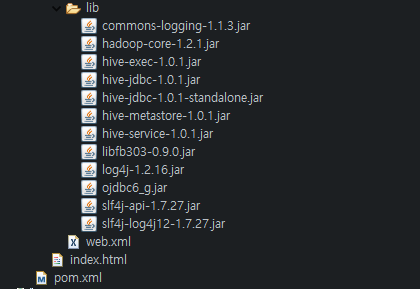 lib
commons-logging-1.1.3.jar
hadoop-core-1.2.1.jar
hive-exec-1.0.1.jar
hive-jdbc-1.0.1.jar
hive-jdbc-1.0.1-standalone.jar
hive-metastore-1.0.1.jar
hive-service-1.0.1.jar
libfb303-0.9.0.jar
log4j-1.2.16.jar
ojdbc6_g.jar
slf4j-api-1.7.27.jar
slf4j-log4j12-1.7.27.jar
web.xml
index.html
pom.xml